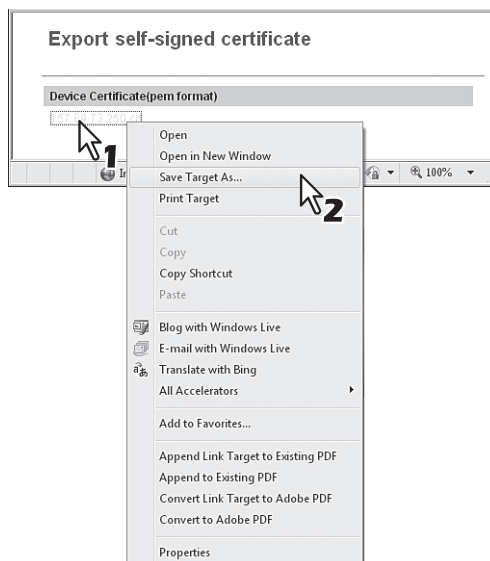 Export self-signed certificate
Device Certificate(pem format)
1
Open
Open in New Window
Save Target As...
Print Target
2
100%
Cut
Copy
Copy Shortcut
Paste
Blog with Windows Live
E-mail with Windows Live
Translate with Bing
All Accelerators
Add to Favorites...
Append Link Target to Existing PDF
Append to Existing PDF
Convert Link Target to Adobe PDF
Convert to Adobe PDF
Properties